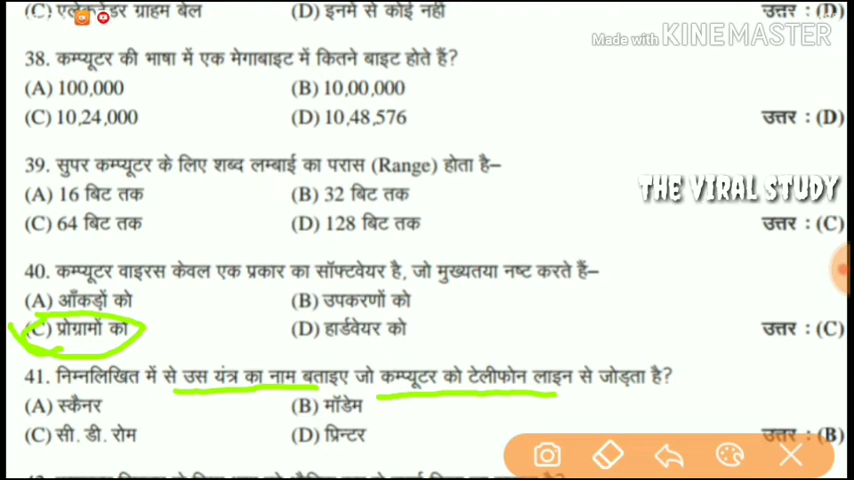 (C) एलेक्जेंडर ग्राहम बेल (D) इनमें से कोई नहीं उत्तर : (D)
Made with KINEMASTER
38. कम्प्यूटर की भाषा में एक मेगाबाइट में कितने बाइट होते हैं?
(A) 100,000 (B) 10,00,000
(C) 10,24,000 (D) 10,48,576 उत्तर : (D)
39. सुपर कम्प्यूटर के लिए शब्द लम्बाई का परास (Range) होता है–
THE VIRAL STUDY
(A) 16 बिट तक (B) 32 बिट तक
(C) 64 बिट तक (D) 128 बिट तक उत्तर : (C)
40. कम्प्यूटर वाइरस केवल एक प्रकार का सॉफ्टवेयर है, जो मुख्यतया नष्ट करते हैं–
(A) आँकड़ों को (B) उपकरणों को
(C) प्रोग्रामों को (D) हार्डवेयर को उत्तर : (C)
41. निम्नलिखित में से उस यंत्र का नाम बताइए जो कम्प्यूटर को टेलीफोन लाइन से जोड़ता है?
(A) स्कैनर (B) मॉडेम
(C) सी. डी. रोम (D) प्रिन्टर उत्तर : (B)